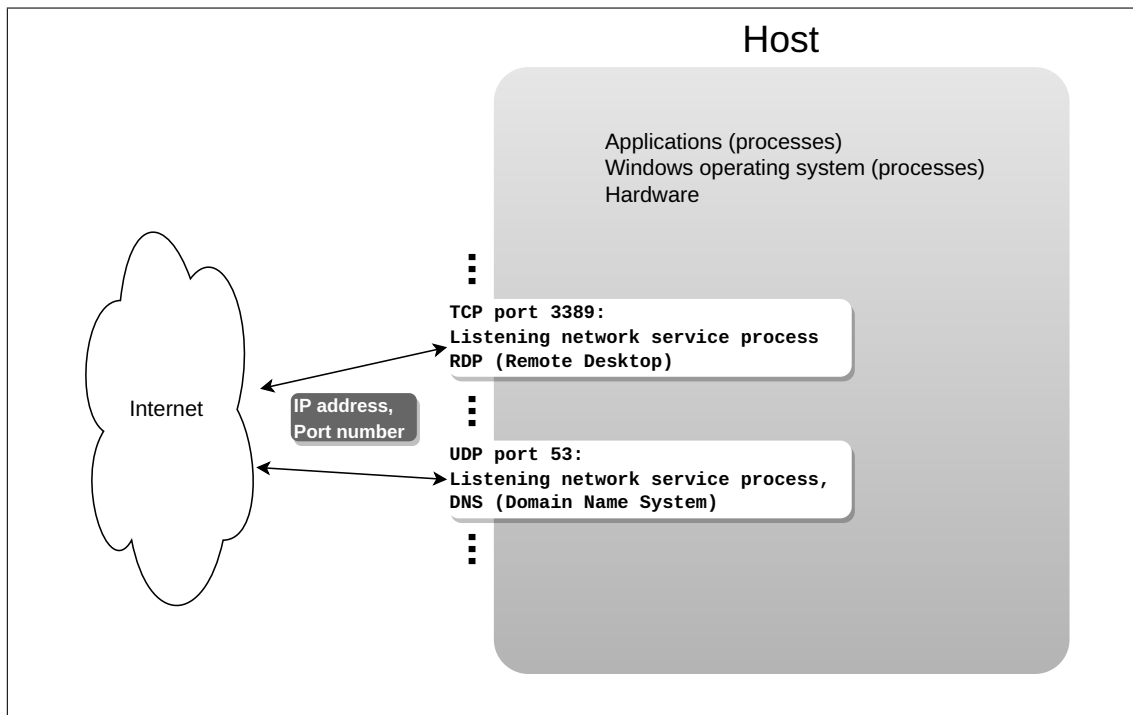 Host
Applications (processes)
Windows operating system (processes)
Hardware
TCP port 3389:
Listening network service process
RDP (Remote Desktop)
Internet
IP address,
Port number
UDP port 53:
Listening network service process,
DNS (Domain Name System)